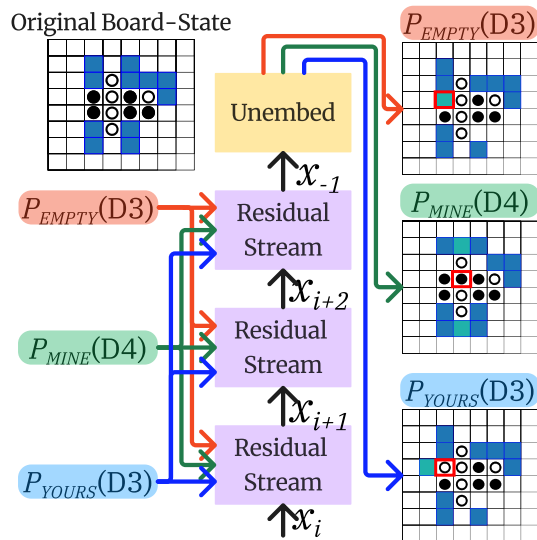 Original Board-State
P_EMPTY(D3)
Unembed
x_-1
P_EMPTY(D3)
Residual
Stream
P_MINE(D4)
x_i+2
P_MINE(D4)
Residual
Stream
x_i+1
P_YOURS(D3)
P_YOURS(D3)
Residual
Stream
x_i